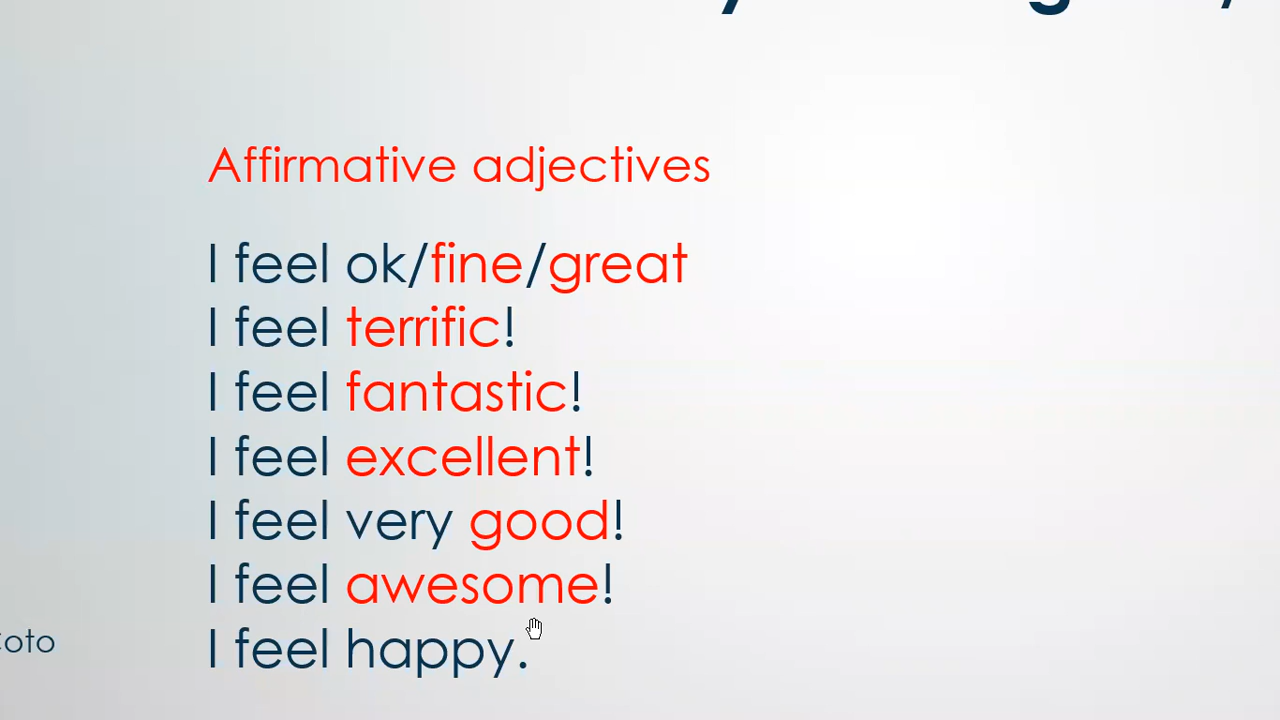 Affirmative adjectives
I feel ok/fine/great
I feel terrific!
I feel fantastic!
I feel excellent!
I feel very good!
I feel awesome!
oto
I feel happy.